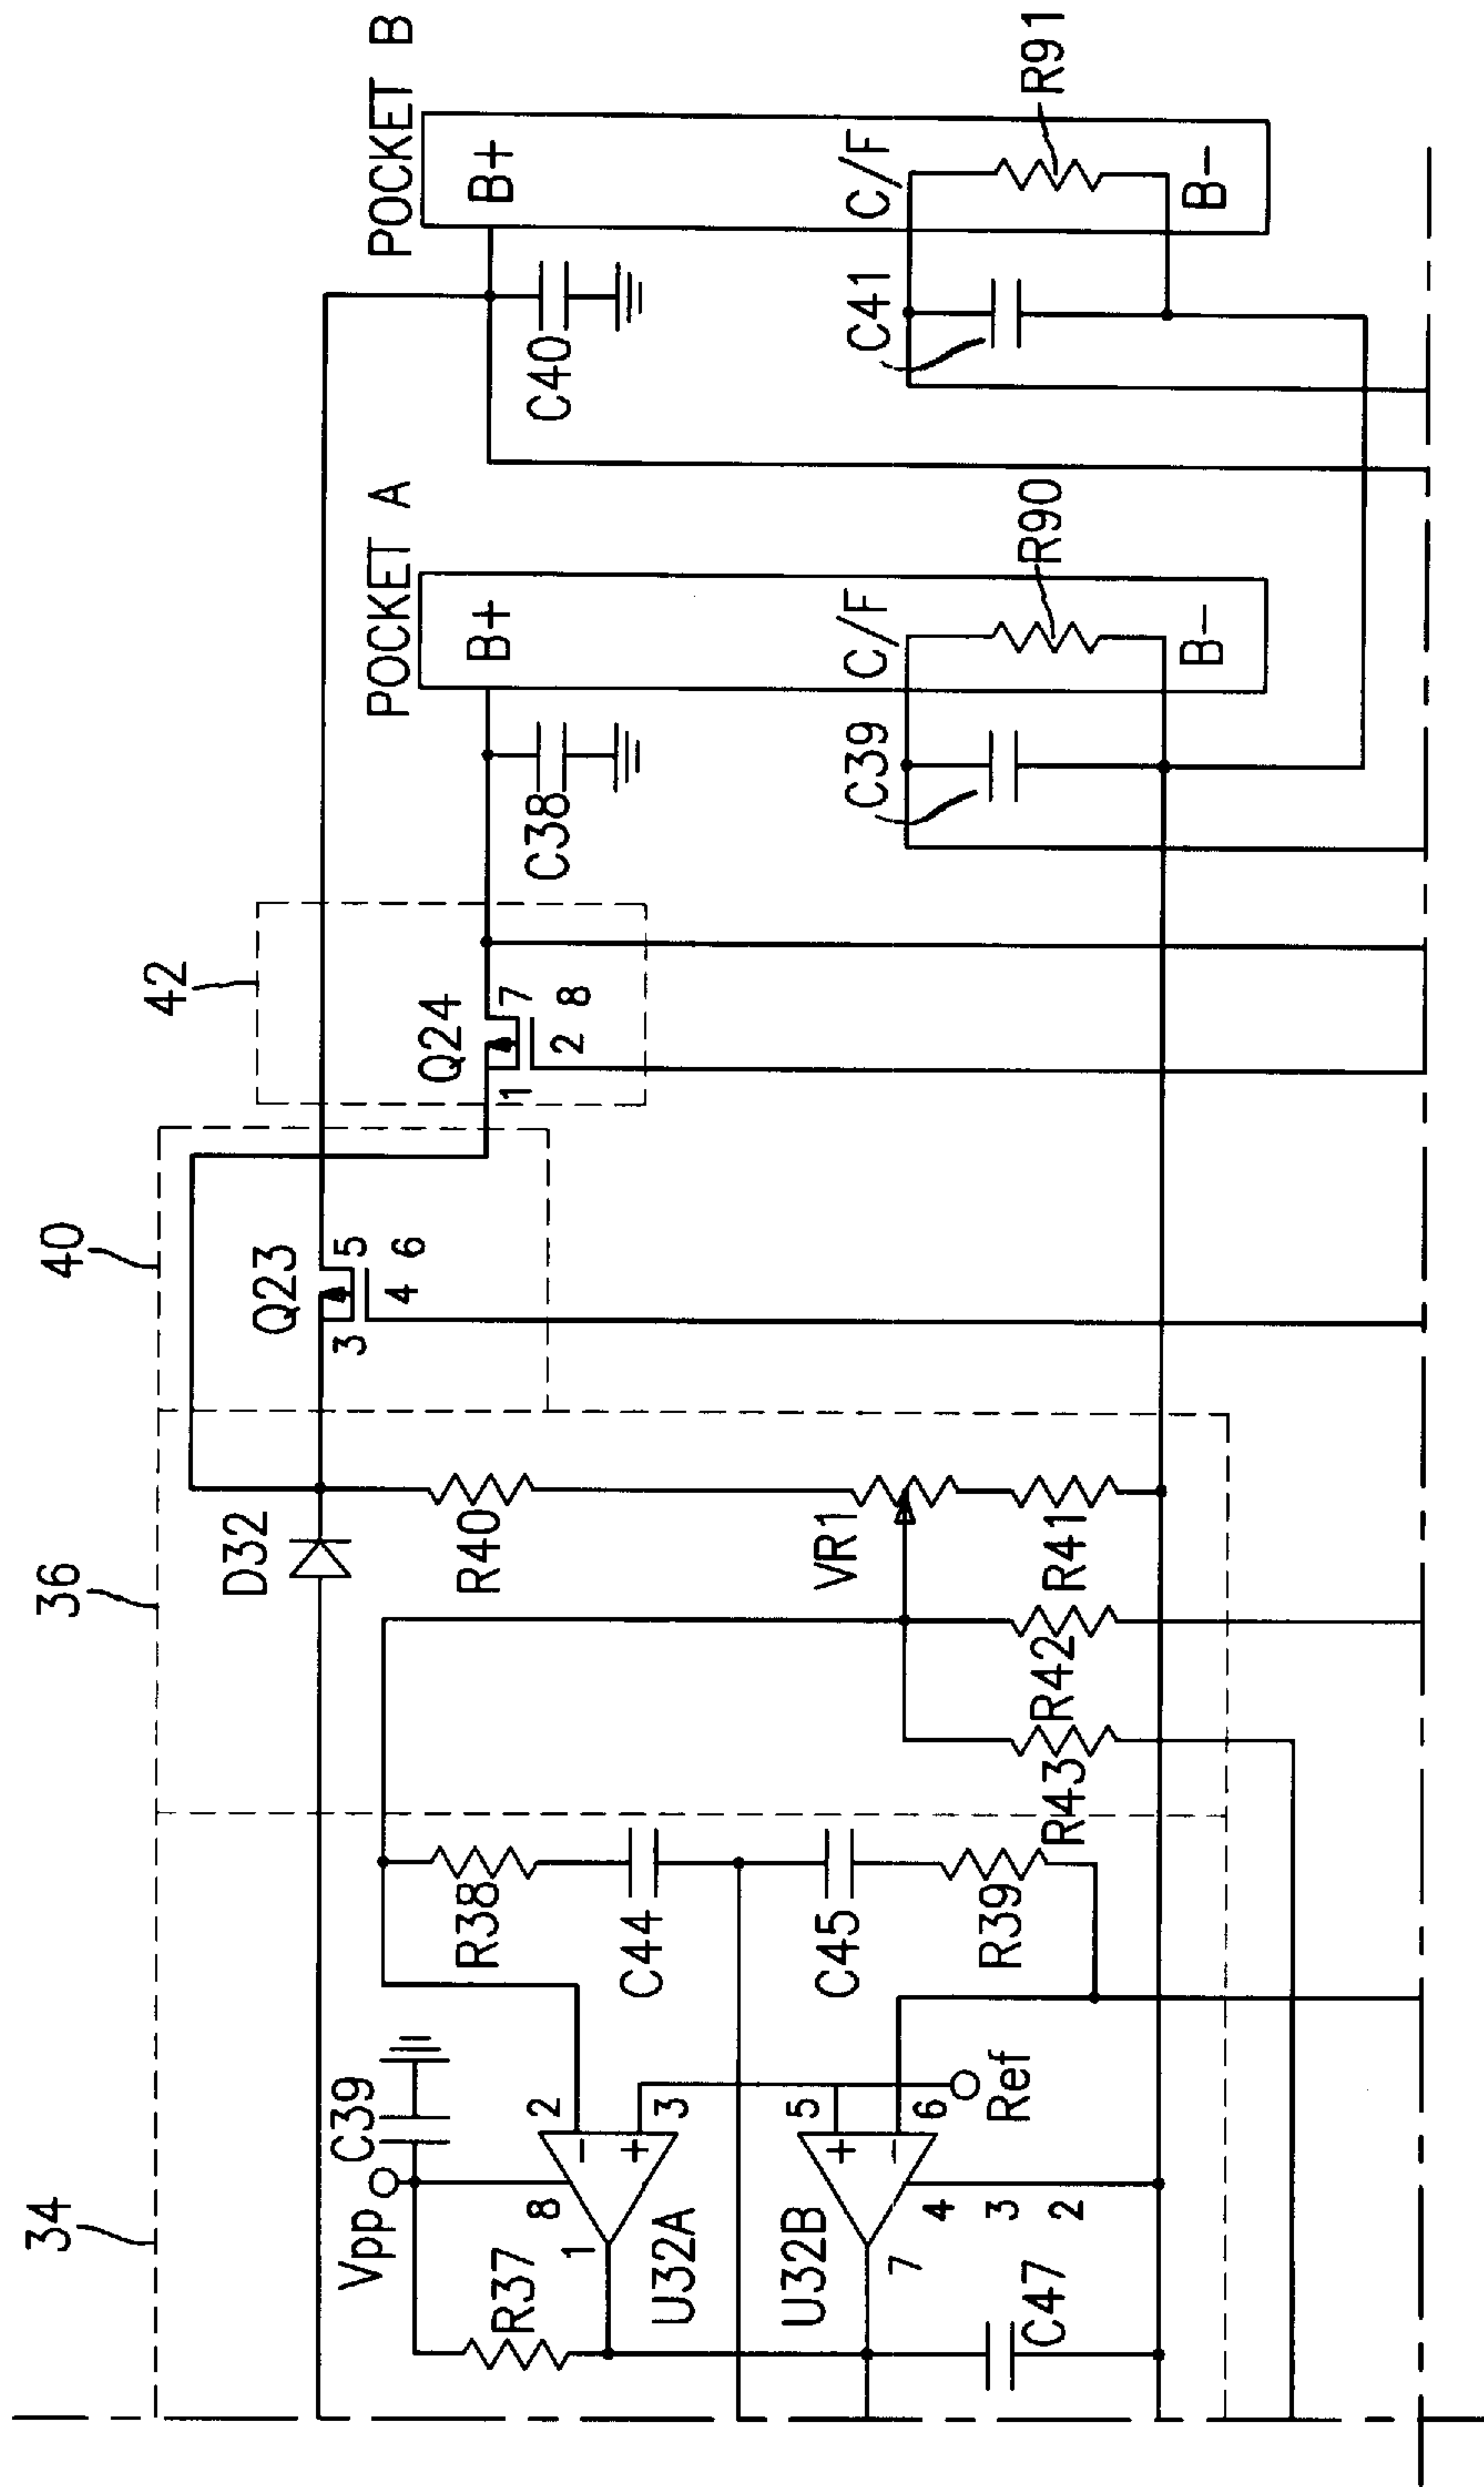 34
36
40
42
POCKET A
POCKET B
Vpp
C39
R37
8
1
2
3
U32A
5
6
Ref
U32B
7
4
3
2
C47
R38
C44
C45
R39
R43
R42
R41
VR1
R40
D32
Q23
3
5
4
6
Q24
1
7
2
8
C38
B+
C39
C/F
R90
B-
C40
B+
C41
C/F
R91
B-